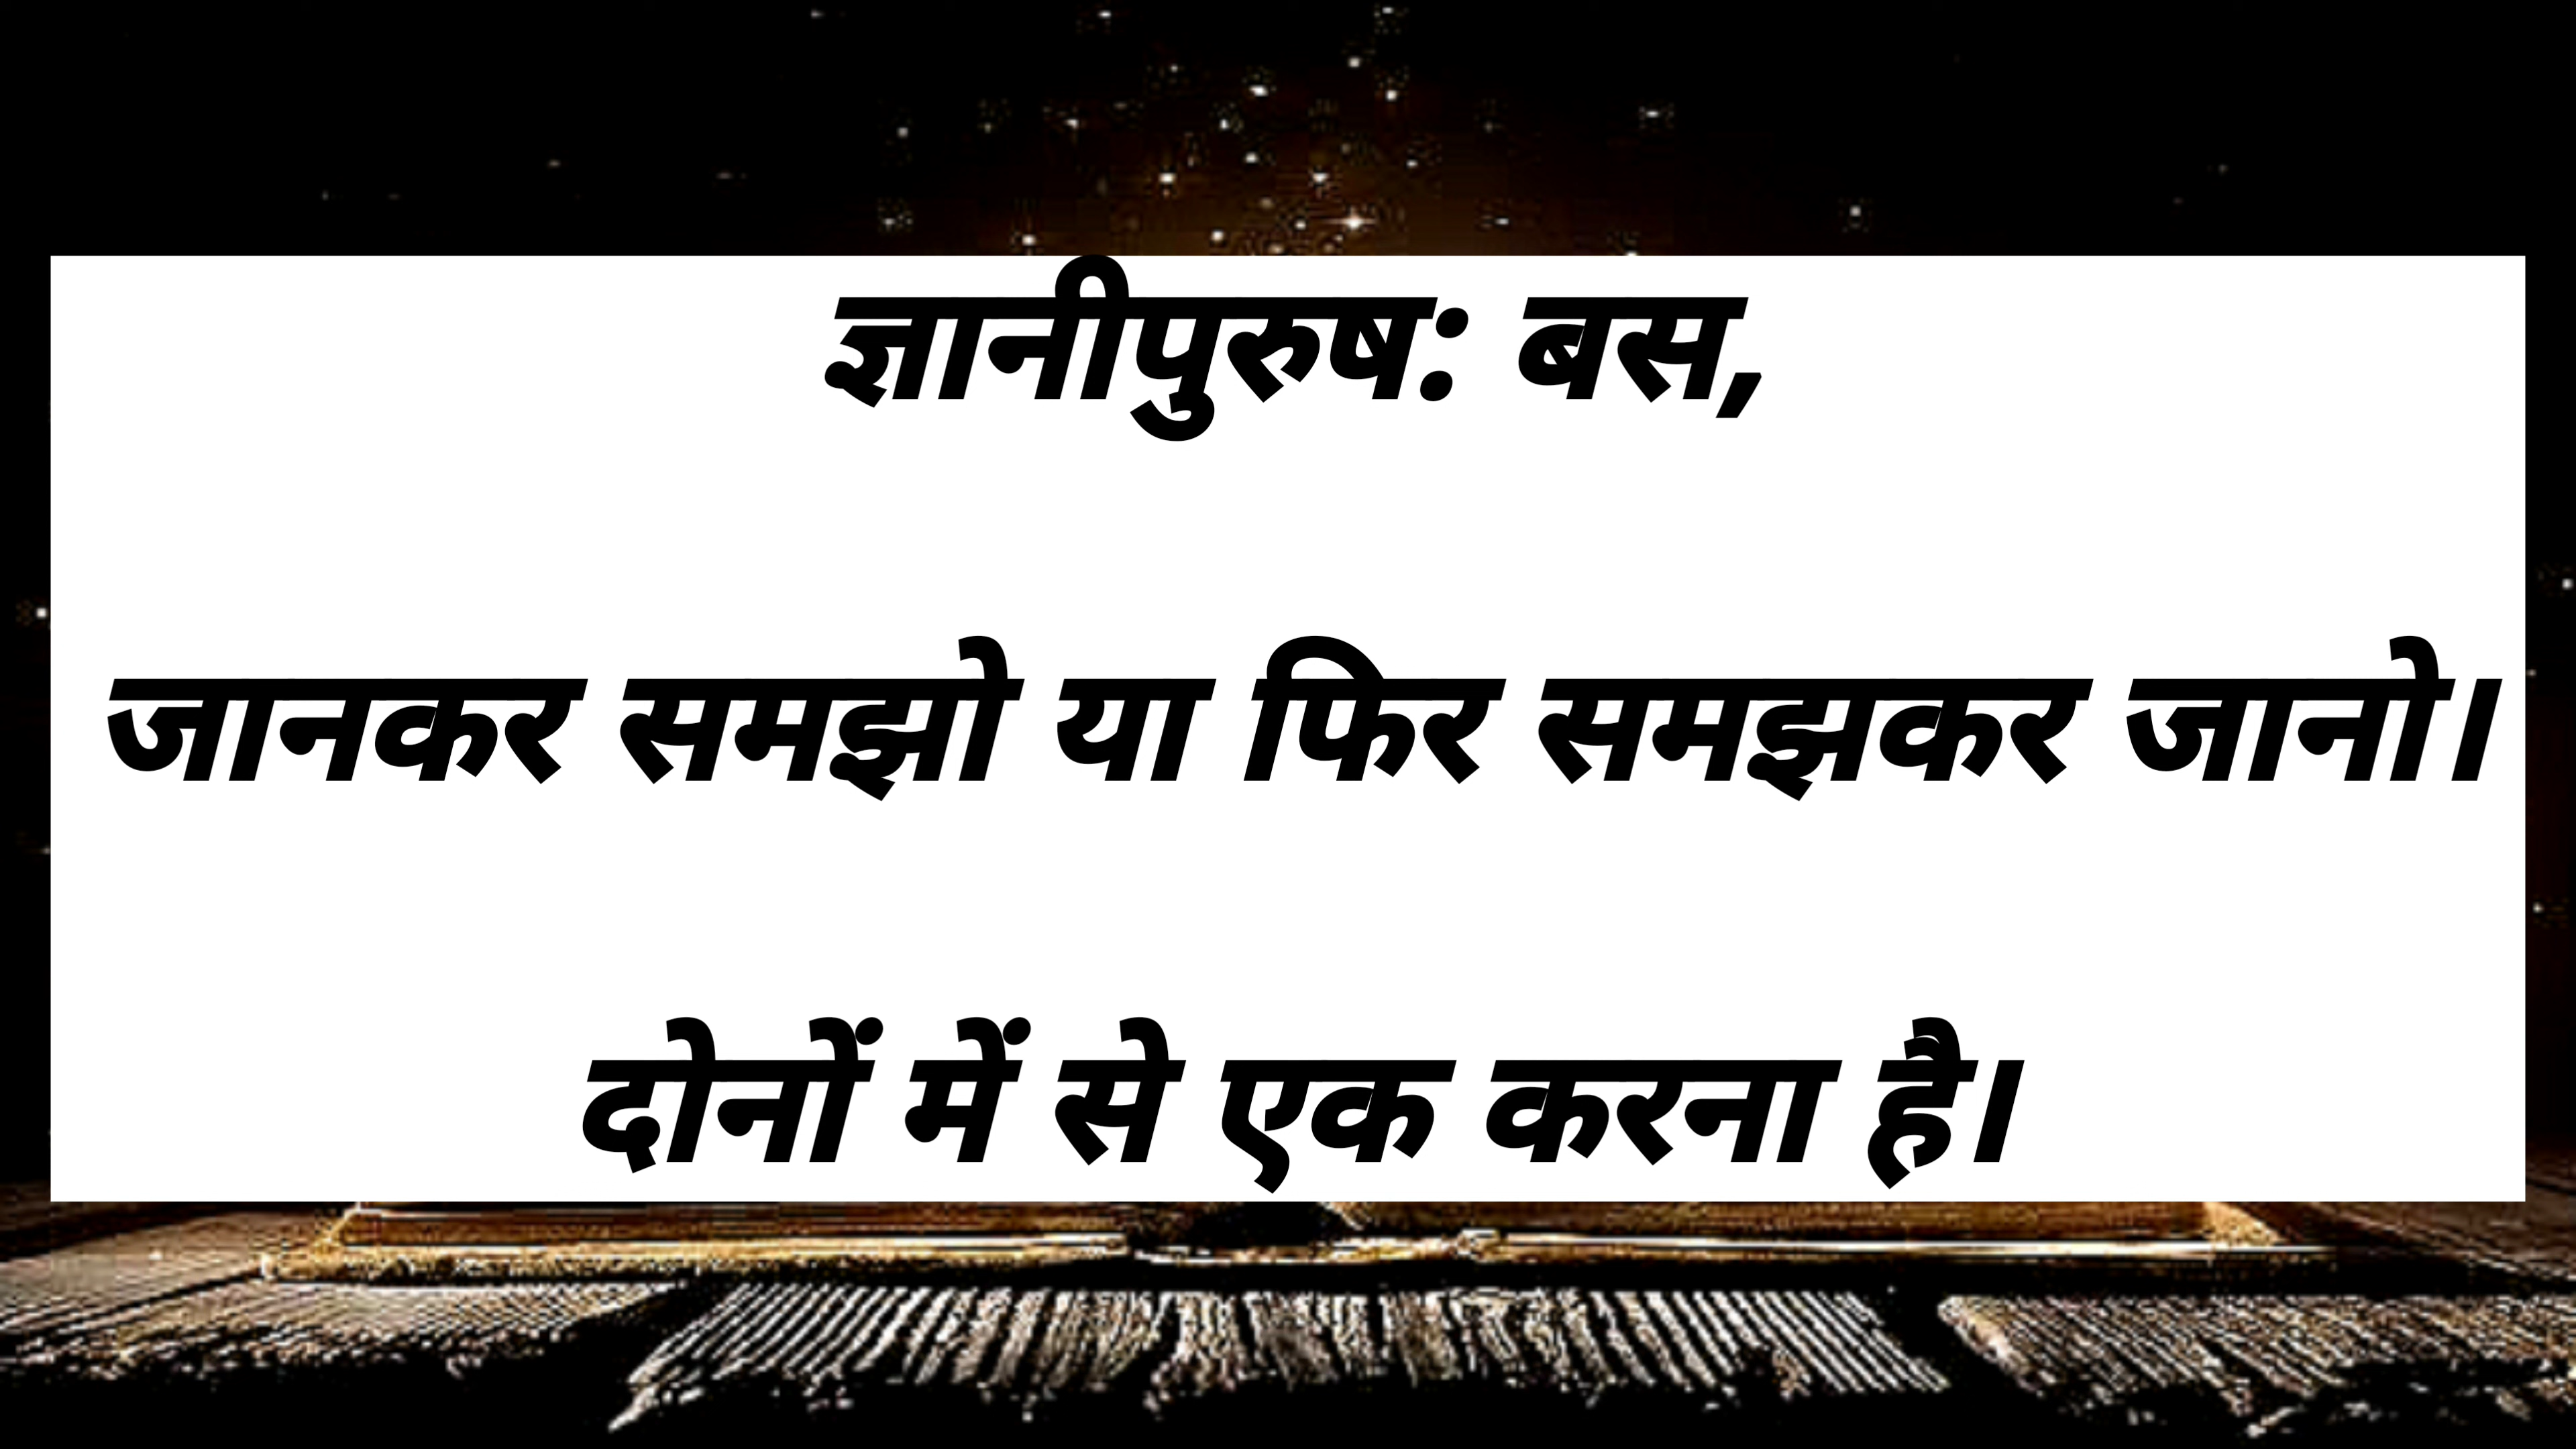 ज्ञानीपुरुष: बस,
जानकर समझो या फिर समझकर जानो।
दोनों में से एक करना है।